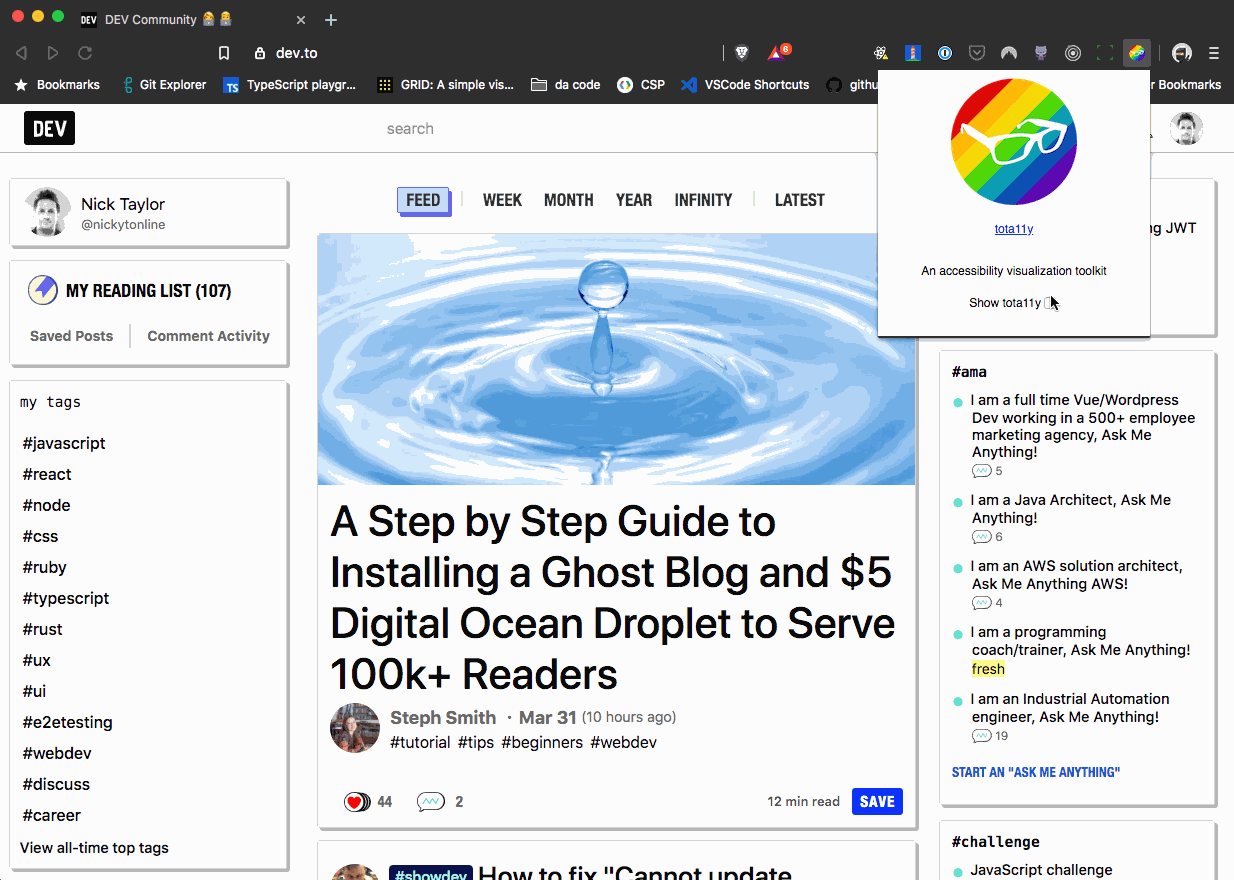 DEV DEV Community
dev.to
6
Bookmarks
Git Explorer
TS TypeScript playgr...
GRID: A simple vis...
da code
CSP
VSCode Shortcuts
githu
r Bookmarks
DEV
search
Nick Taylor
@nickytonline
MY READING LIST (107)
Saved Posts
Comment Activity
my tags
#javascript
#react
#node
#css
#ruby
#typescript
#rust
#ux
#ui
#e2etesting
#webdev
#discuss
#career
View all-time top tags
FEED
WEEK
MONTH
YEAR
INFINITY
LATEST
A Step by Step Guide to
Installing a Ghost Blog and $5
Digital Ocean Droplet to Serve
100k+ Readers
Steph Smith ・Mar 31 (10 hours ago)
#tutorial #tips #beginners #webdev
44
2
12 min read
SAVE
#showdev How to fix "Cannot update
tota11y
An accessibility visualization toolkit
Show tota11y
ng JWT
#ama
I am a full time Vue/Wordpress
Dev working in a 500+ employee
marketing agency, Ask Me
Anything!
5
I am a Java Architect, Ask Me
Anything!
6
I am an AWS solution architect,
Ask Me Anything AWS!
4
I am a programming
coach/trainer, Ask Me Anything!
fresh
I am an Industrial Automation
engineer, Ask Me Anything!
19
START AN "ASK ME ANYTHING"
#challenge
JavaScript challenge